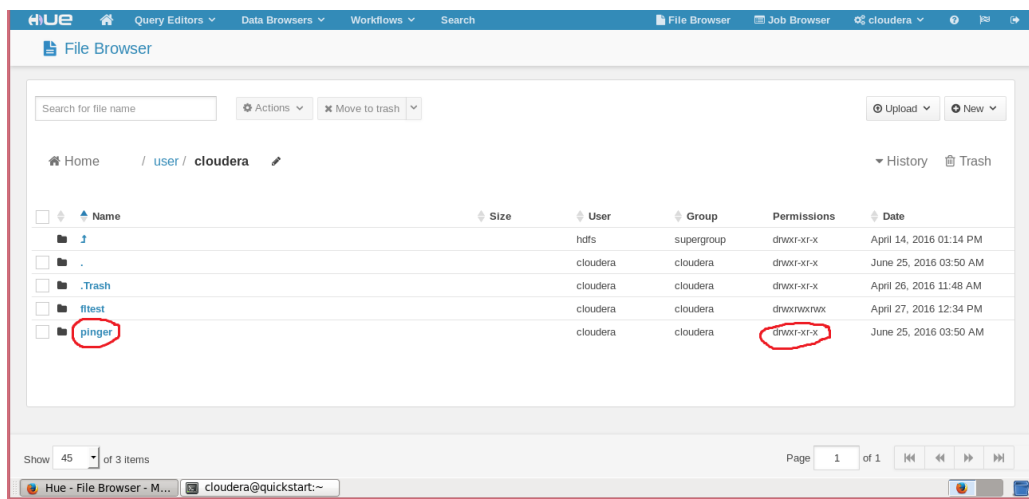 HUE Query Editors Data Browsers Workflows Search File Browser Job Browser cloudera
File Browser
Search for file name Actions Move to trash Upload New
Home / user / cloudera History Trash
Name Size User Group Permissions Date
hdfs supergroup drwxr-xr-x April 14, 2016 01:14 PM
. cloudera cloudera drwxr-xr-x June 25, 2016 03:50 AM
.Trash cloudera cloudera drwxr-xr-x April 26, 2016 11:48 AM
fltest cloudera cloudera drwxrwxrwx April 27, 2016 12:34 PM
pinger cloudera cloudera drwxr-xr-x June 25, 2016 03:50 AM
Show 45 of 3 items Page 1 of 1
Hue - File Browser - M... cloudera@quickstart:~